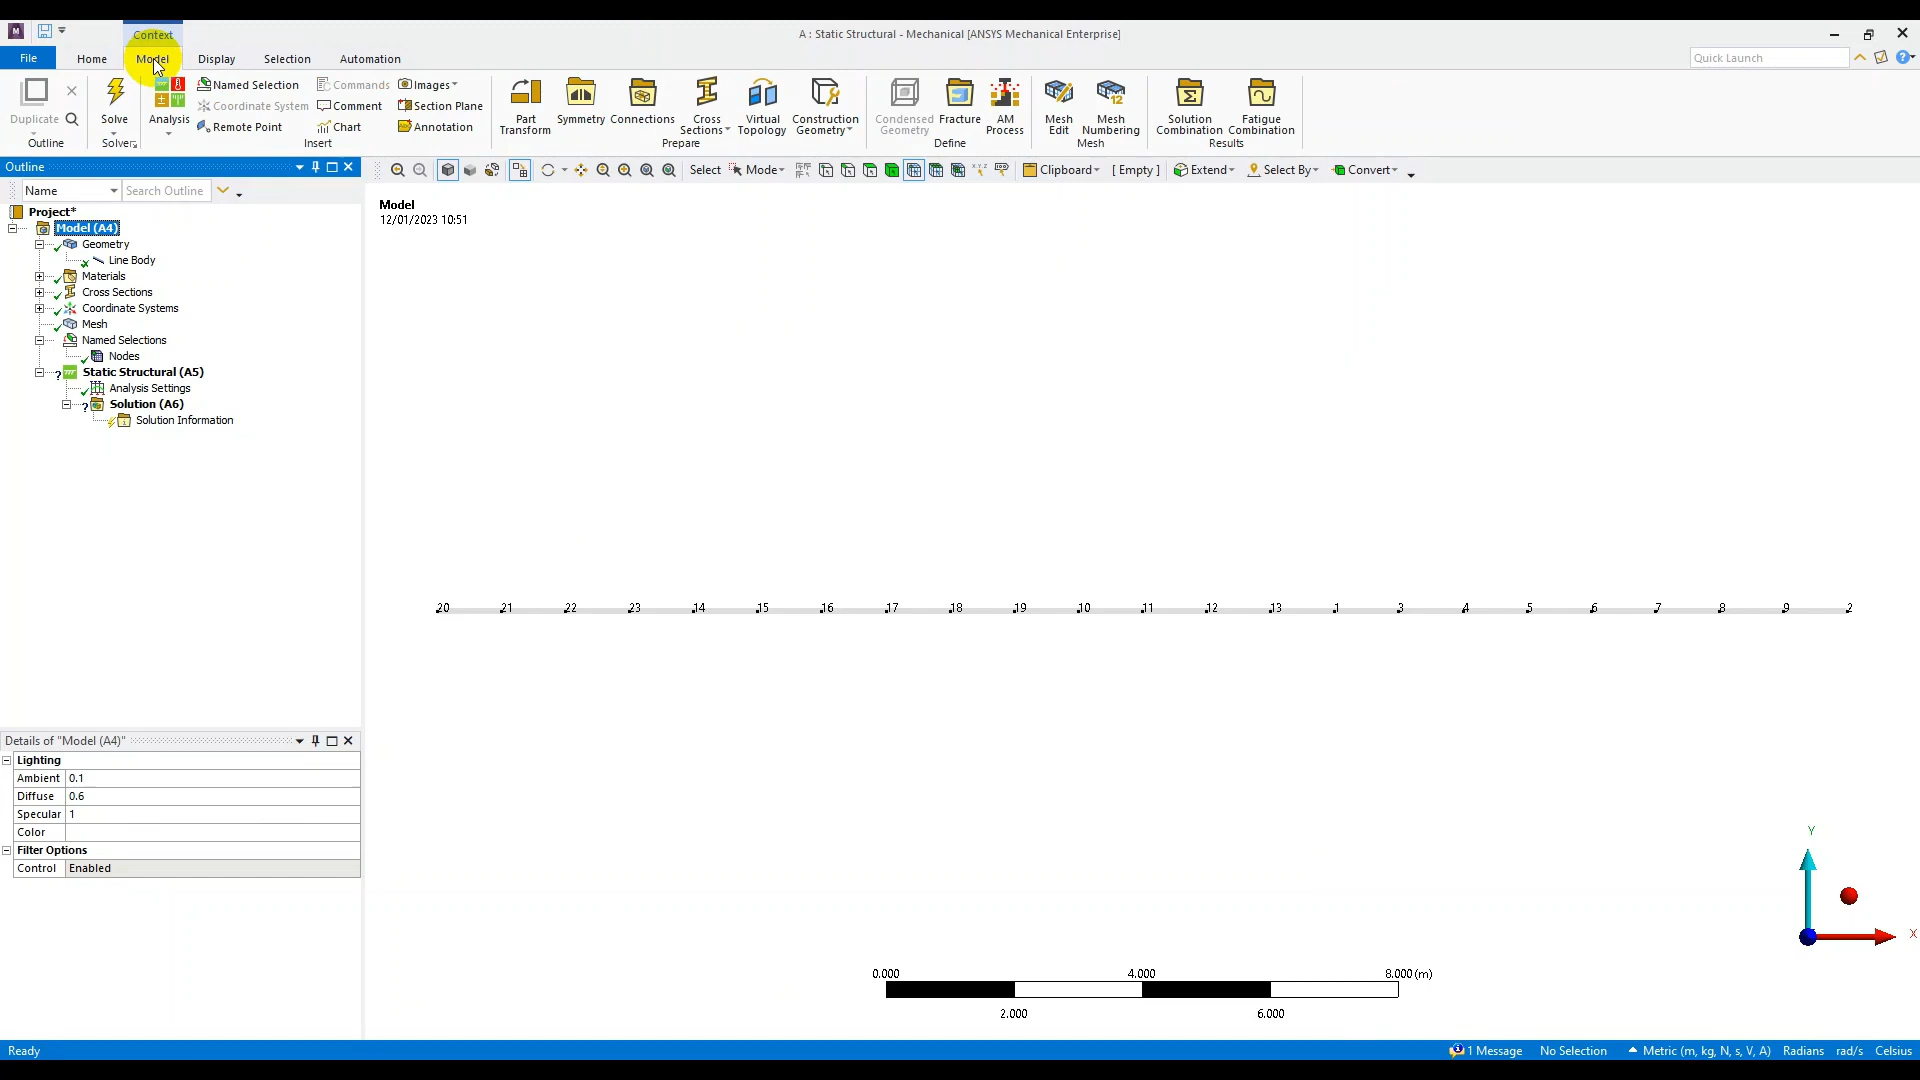 Context
A : Static Structural - Mechanical [ANSYS Mechanical Enterprise]
File Home Model Display Selection Automation
Quick Launch
Duplicate
Outline
Solve
Solver
Analysis
Named Selection
Coordinate System
Remote Point
Commands
Comment
Chart
Images
Section Plane
Annotation
Insert
Part Transform
Symmetry
Connections
Cross Sections
Virtual Topology
Construction Geometry
Prepare
Condensed Geometry
Fracture
AM Process
Define
Mesh Edit
Mesh Numbering
Mesh
Solution Combination
Fatigue Combination
Results
Outline
Name
Search Outline
Select Mode Clipboard [ Empty ] Extend Select By Convert
Project*
Model (A4)
Geometry
Line Body
Materials
Cross Sections
Coordinate Systems
Mesh
Named Selections
Nodes
Static Structural (A5)
Analysis Settings
Solution (A6)
Solution Information
Model
12/01/2023 10:51
20 21 22 23 14 15 16 17 18 19 10 11 12 13 1 3 4 5 6 7 8 9 2
Details of "Model (A4)"
Lighting
Ambient 0.1
Diffuse 0.6
Specular 1
Color
Filter Options
Control Enabled
Y
X
0.000 4.000 8.000 (m)
2.000 6.000
Ready
1 Message No Selection Metric (m, kg, N, s, V, A) Radians rad/s Celsius